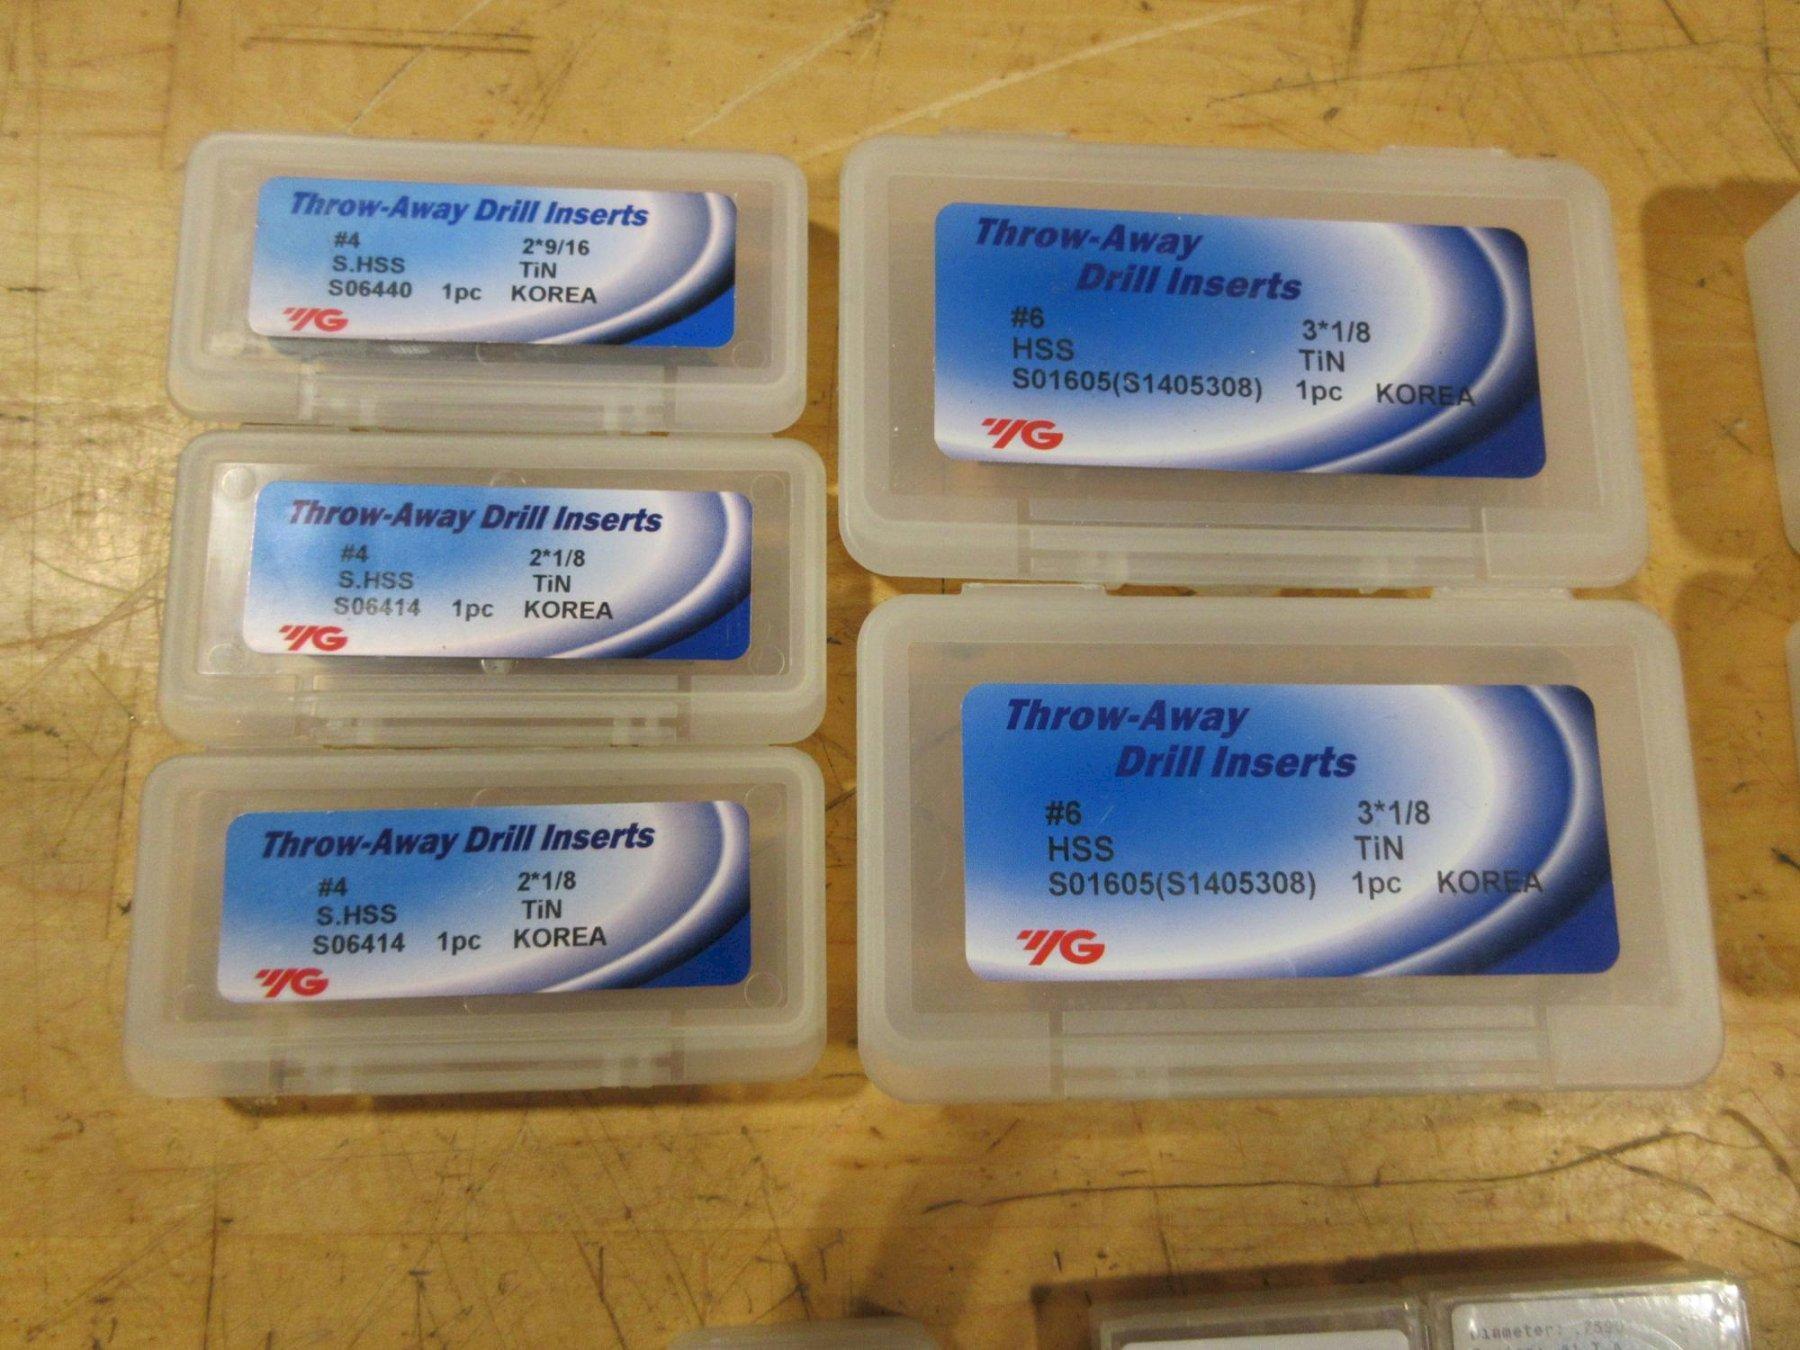 Throw-Away Drill Inserts
#4 2*9/16
S.HSS TiN
S06440 1pc KOREA
YG
Throw-Away Drill Inserts
#4 2*1/8
S.HSS TiN
S06414 1pc KOREA
YG
Throw-Away Drill Inserts
#4 2*1/8
S.HSS TiN
S06414 1pc KOREA
YG
Throw-Away
Drill Inserts
#6 3*1/8
HSS TiN
S01605(S1405308) 1pc KOREA
YG
Throw-Away
Drill Inserts
#6 3*1/8
HSS TiN
S01605(S1405308) 1pc KOREA
YG
Diameter: